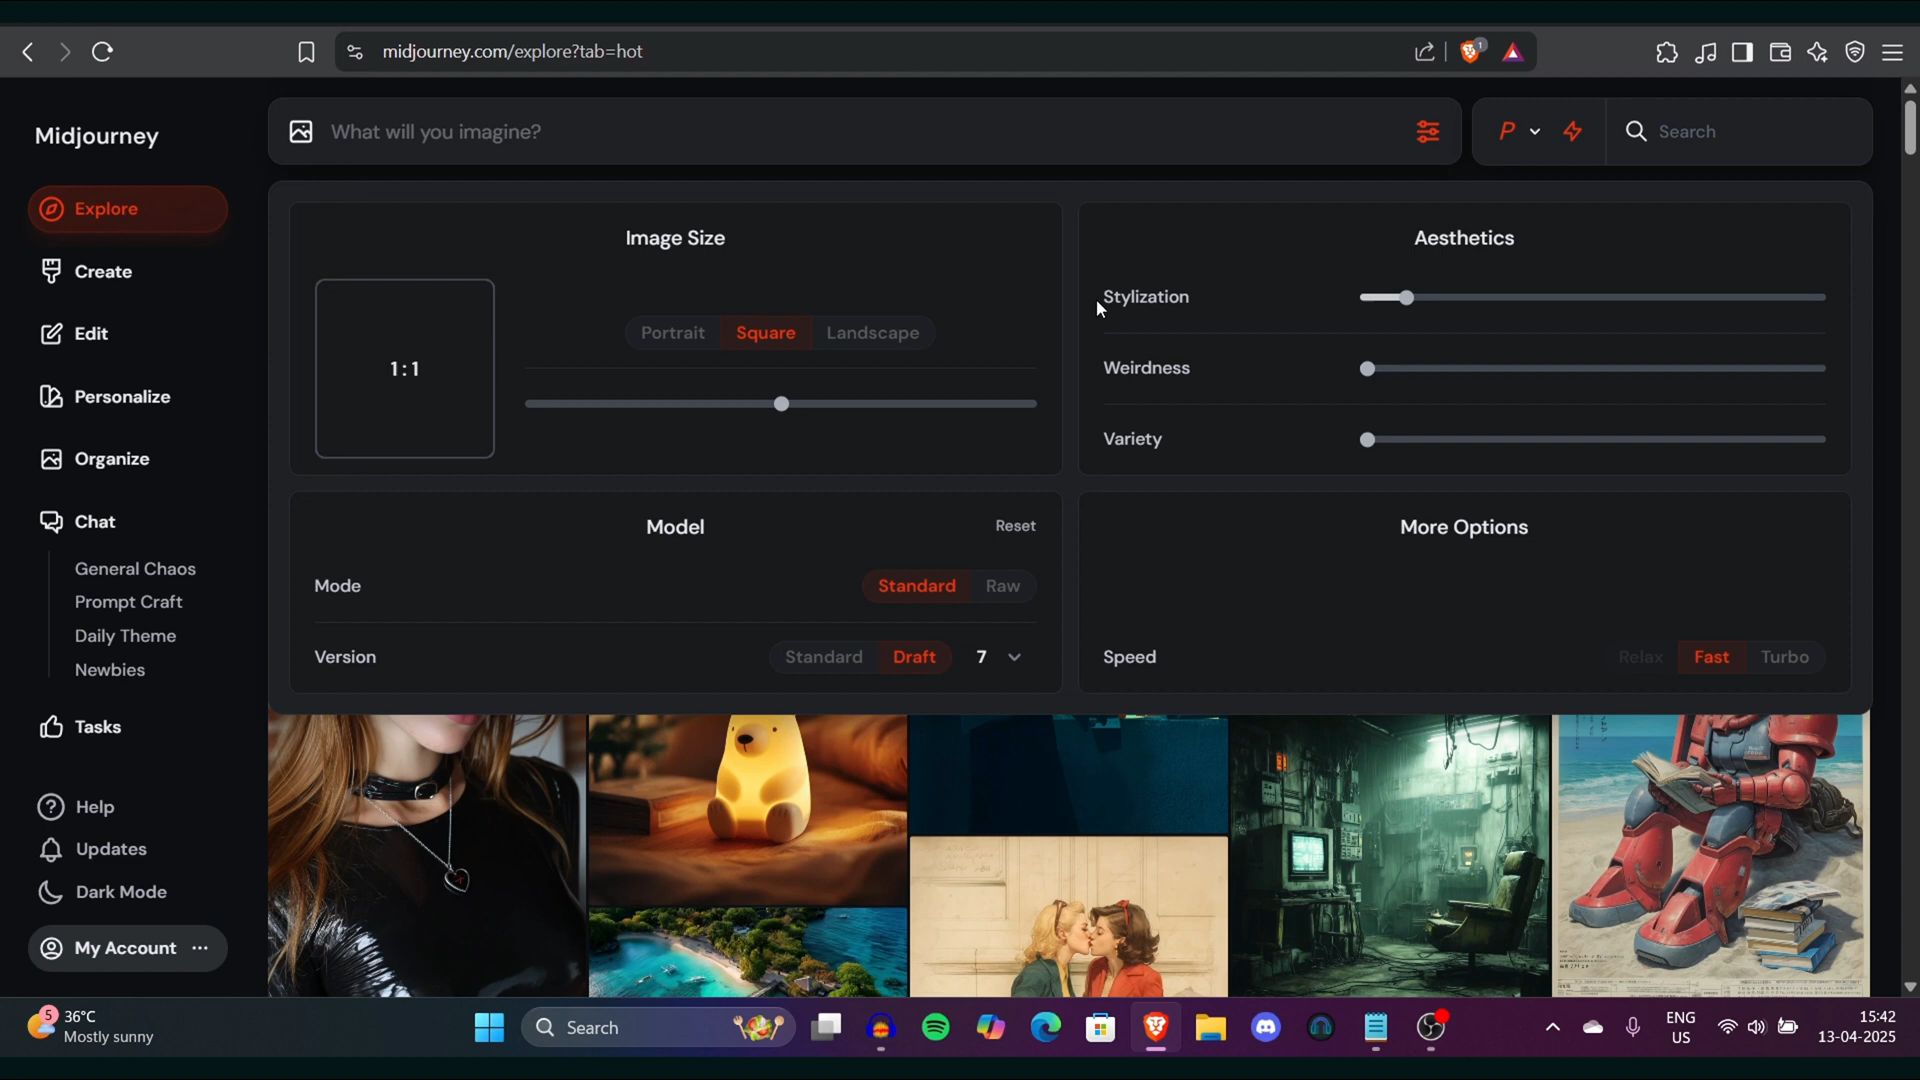 midjourney.com/explore?tab=hot
1
Midjourney
What will you imagine?
P
Search
Explore
Create
Edit
Personalize
Organize
Chat
General Chaos
Prompt Craft
Daily Theme
Newbies
Tasks
Help
Updates
Dark Mode
My Account ...
Image Size
1:1
Portrait Square Landscape
Aesthetics
Stylization
Weirdness
Variety
Model
Reset
Mode
Standard Raw
Version
Standard Draft 7
More Options
Speed
Relax Fast Turbo
5
36°C
Mostly sunny
Search
ENG
US
15:42
13-04-2025